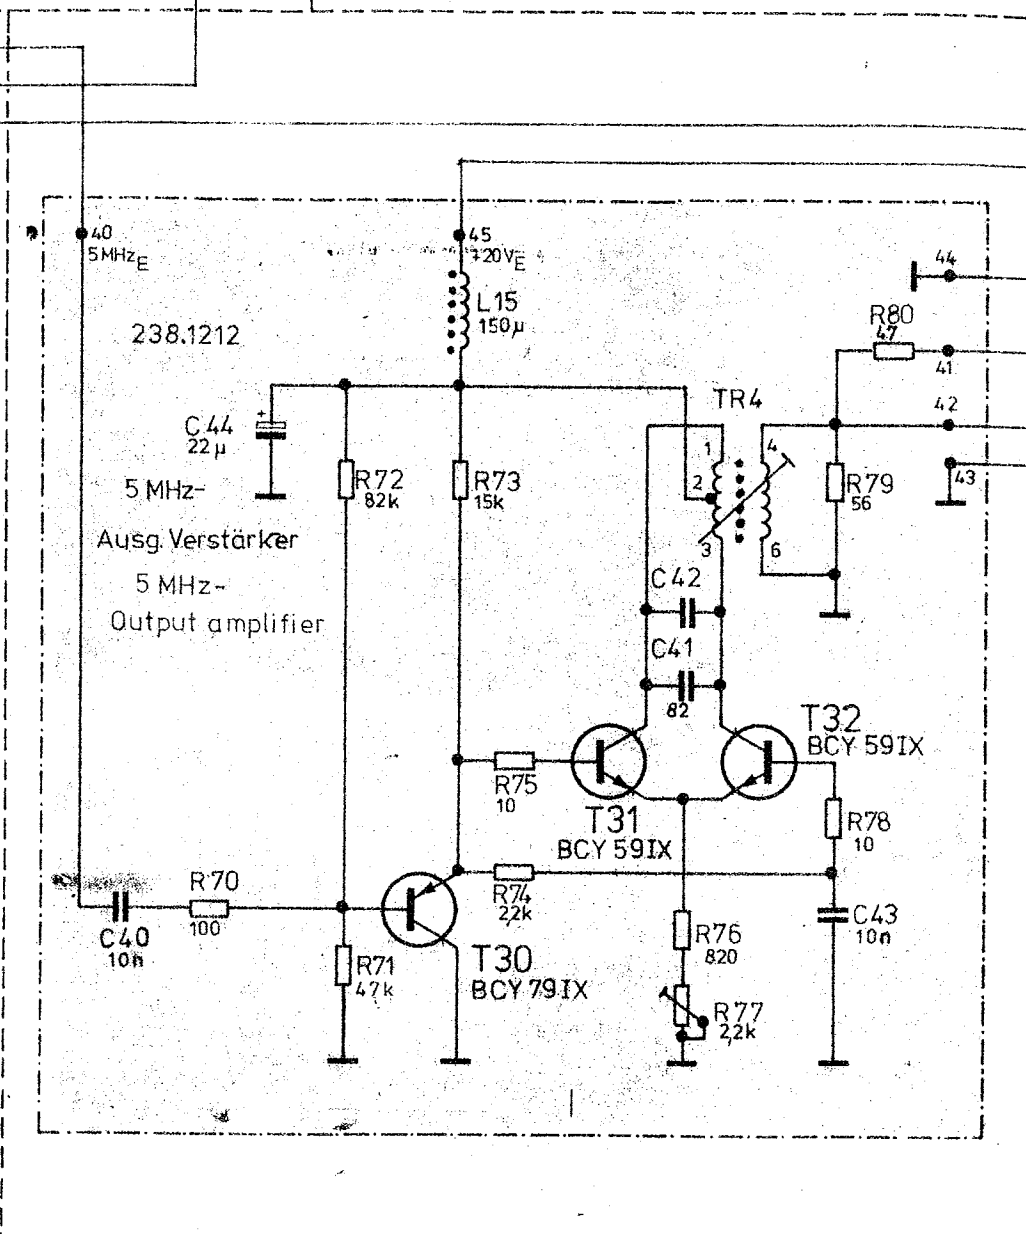 40
5MHzE
45
+20VE
44
L15
150µ
238.1212
R80
47
41
TR4
42
C44
+
22µ
1
4
R72
82k
R73
15k
2
43
R79
56
5 MHz-
Ausg.Verstärker
3
6
5 MHz-
Output amplifier
C42
C41
82
T32
BCY 59IX
R75
10
T31
BCY 59IX
R78
10
R70
100
R74
2,2k
C40
10n
C43
10n
R76
820
R71
47k
T30
BCY 79IX
R77
2,2k